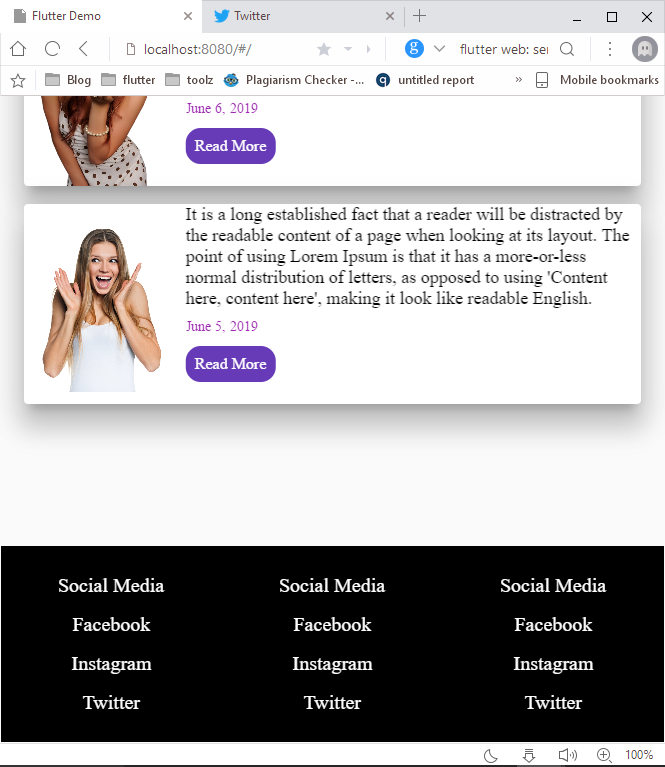 Flutter Demo
Twitter
localhost:8080/#/
g
flutter web: ser
Blog
flutter
toolz
Plagiarism Checker -...
q
untitled report
»
Mobile bookmarks
June 6, 2019
Read More
It is a long established fact that a reader will be distracted by
the readable content of a page when looking at its layout. The
point of using Lorem Ipsum is that it has a more-or-less
normal distribution of letters, as opposed to using 'Content
here, content here', making it look like readable English.
June 5, 2019
Read More
Social Media Social Media Social Media
Facebook Facebook Facebook
Instagram Instagram Instagram
Twitter Twitter Twitter
100%